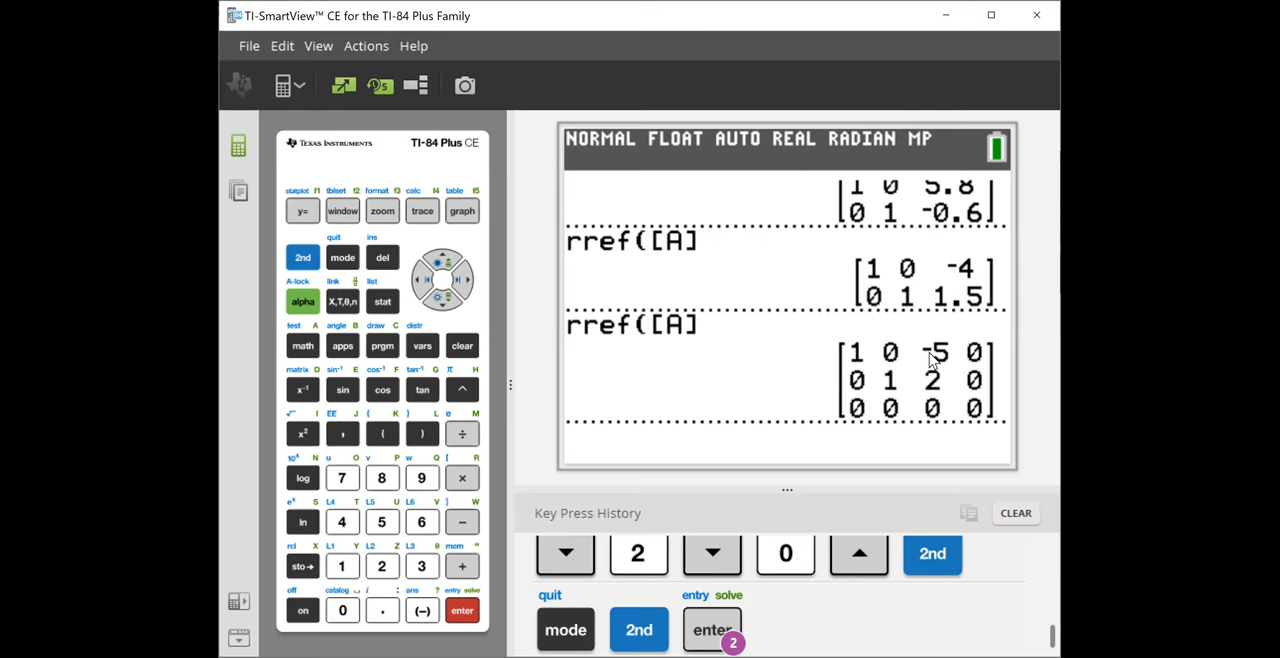 TI-SmartView™ CE for the TI-84 Plus Family
File Edit View Actions Help
TEXAS INSTRUMENTS TI-84 Plus CE
statplot f1 tblset f2 format f3 calc f4 table f5
y= window zoom trace graph
quit ins
2nd mode del
A-lock link list
alpha X,T,θ,n stat
test A angle B draw C distr
math apps prgm vars clear
matrix D sin⁻¹ E cos⁻¹ F tan⁻¹ G π H
x⁻¹ sin cos tan ^
√ I EE J { K } L e M
x² , ( ) ÷
10ˣ N u O v P w Q [ R
log 7 8 9 ×
eˣ S L4 T L5 U L6 V ] W
ln 4 5 6 −
rcl X L1 Y L2 Z L3 θ mem "
sto→ 1 2 3 +
off catalog i : ans ? entry solve
on 0 . (−) enter
NORMAL FLOAT AUTO REAL RADIAN MP
[1 0 5.8]
[0 1 -0.6]
rref([A]
[1 0 -4]
[0 1 1.5]
rref([A]
[1 0 -5 0]
[0 1 2 0]
[0 0 0 0]
Key Press History CLEAR
2 0 2nd
quit entry solve
mode 2nd enter
2